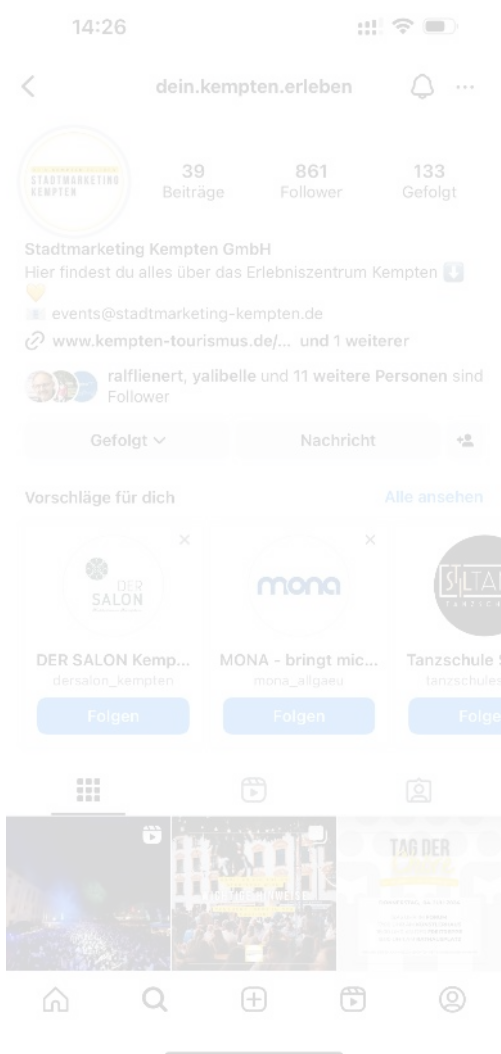 14:26
dein.kempten.erleben
STADTMARKETING
KEMPTEN
39 861 133
Beiträge Follower Gefolgt
Stadtmarketing Kempten GmbH
Hier findest du alles über das Erlebniszentrum Kempten
events@stadtmarketing-kempten.de
www.kempten-tourismus.de/... und 1 weiterer
ralflienert, yalibelle und 11 weitere Personen sind
Follower
Gefolgt Nachricht
Vorschläge für dich Alle ansehen
DER
SALON
mona
DER SALON Kemp... MONA - bringt mic... Tanzschule
dersalon_kempten mona_allgaeu tanzschules
Folgen Folgen Folge
WICHTIGE HINWEISE
TAG DER